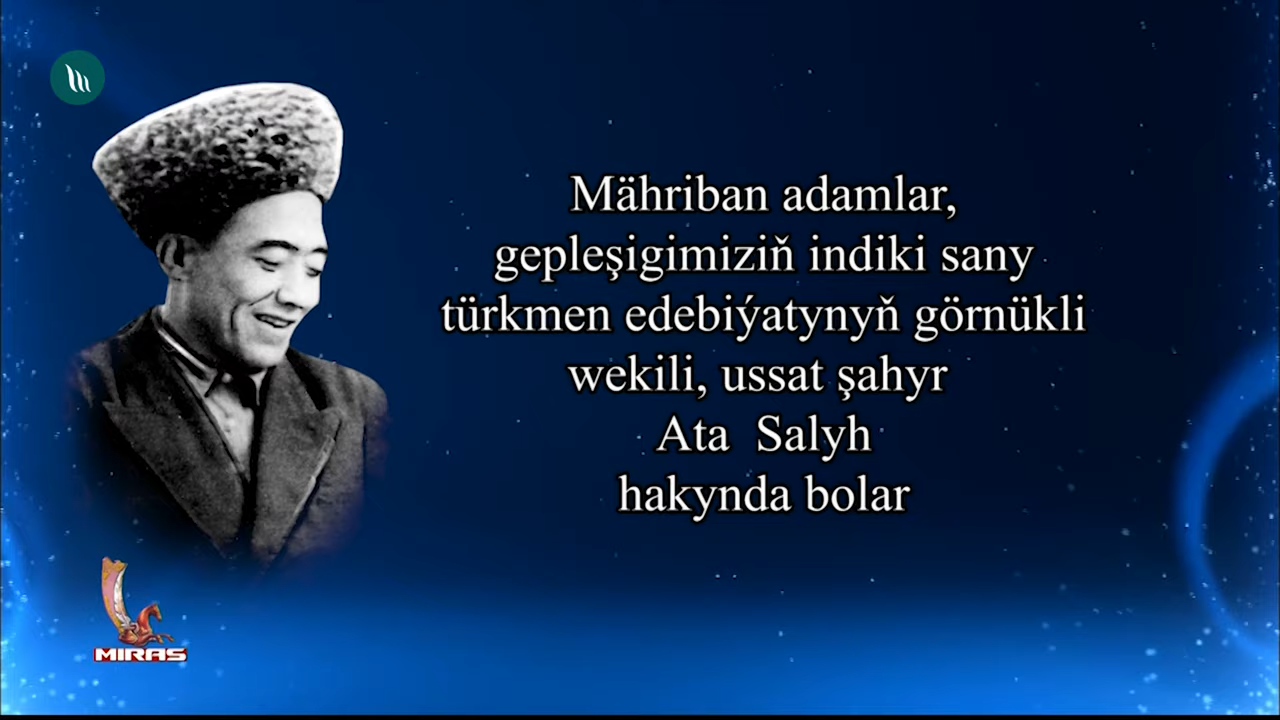 Mähriban adamlar,
gepleşigimiziň indiki sany
türkmen edebiýatynyň görnükli
wekili, ussat şahyr
Ata Salyh
hakynda bolar
MIRAS